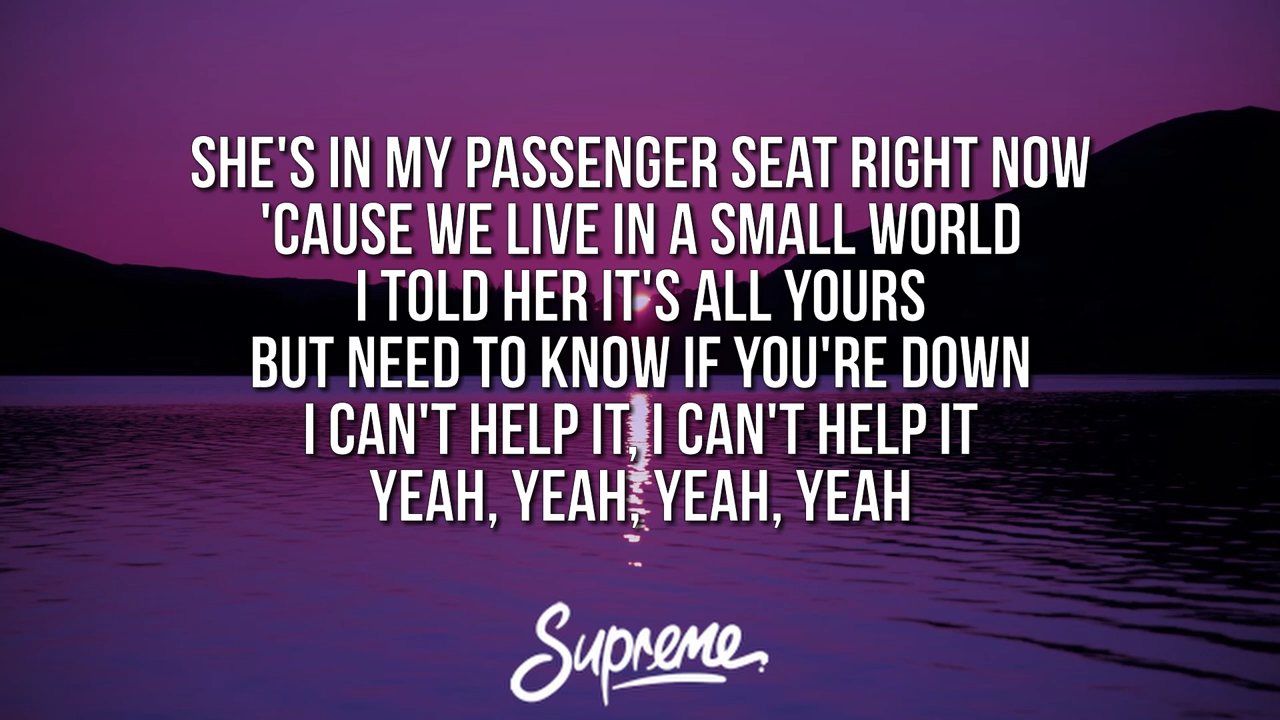 SHE'S IN MY PASSENGER SEAT RIGHT NOW
'CAUSE WE LIVE IN A SMALL WORLD
I TOLD HER IT'S ALL YOURS
BUT NEED TO KNOW IF YOU'RE DOWN
I CAN'T HELP IT, I CAN'T HELP IT
YEAH, YEAH, YEAH, YEAH
Supreme